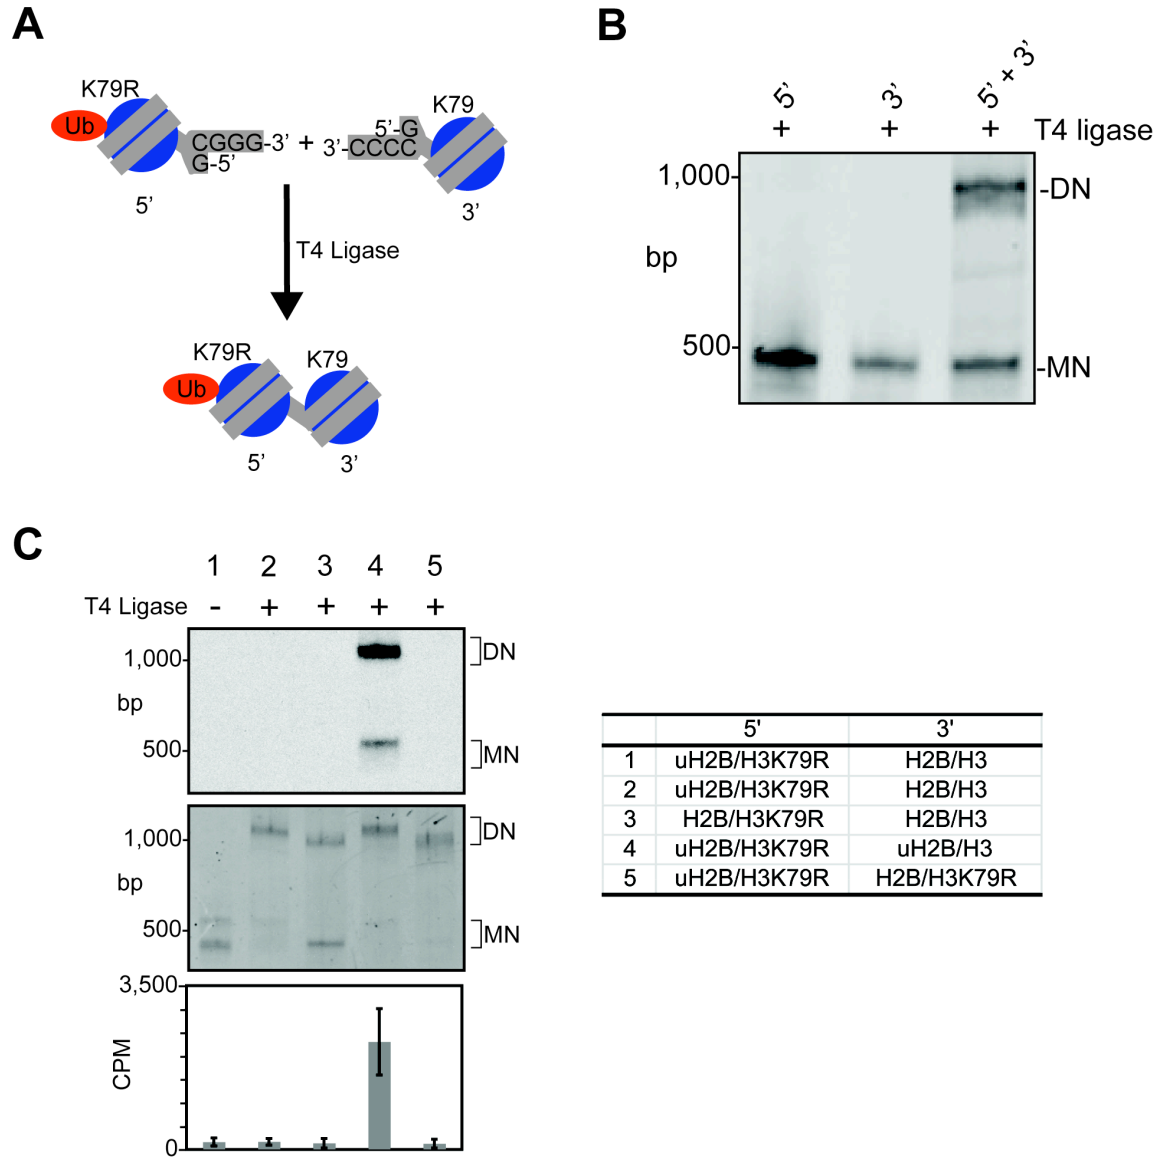 A
K79R
Ub
CGGG-3’ + 3’-CCCC
G-5’
5’-G
K79
5’
3’
T4 Ligase
K79R
K79
Ub
5’
3’
B
5’
3’
5’ + 3’
+ + + T4 ligase
1,000
-DN
bp
500
-MN
C
1 2 3 4 5
T4 Ligase - + + + +
1,000
DN
bp
500
MN
1,000
DN
bp
500
MN
3,500
CPM
0
5' 3'
1 uH2B/H3K79R H2B/H3
2 uH2B/H3K79R H2B/H3
3 H2B/H3K79R H2B/H3
4 uH2B/H3K79R uH2B/H3
5 uH2B/H3K79R H2B/H3K79R